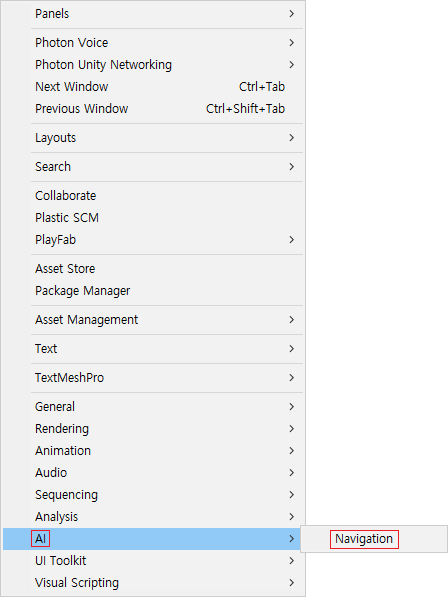 Panels
Photon Voice
Photon Unity Networking
Next Window Ctrl+Tab
Previous Window Ctrl+Shift+Tab
Layouts
Search
Collaborate
Plastic SCM
PlayFab
Asset Store
Package Manager
Asset Management
Text
TextMeshPro
General
Rendering
Animation
Audio
Sequencing
Analysis
AI Navigation
UI Toolkit
Visual Scripting